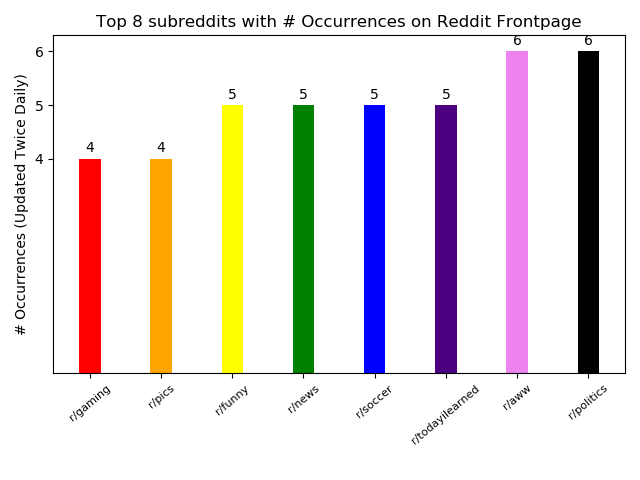 Top 8 subreddits with # Occurrences on Reddit Frontpage
# Occurrences (Updated Twice Daily)
6
5
4
4
4
5
5
5
5
6
6
r/gaming
r/pics
r/funny
r/news
r/soccer
r/todayilearned
r/aww
r/politics